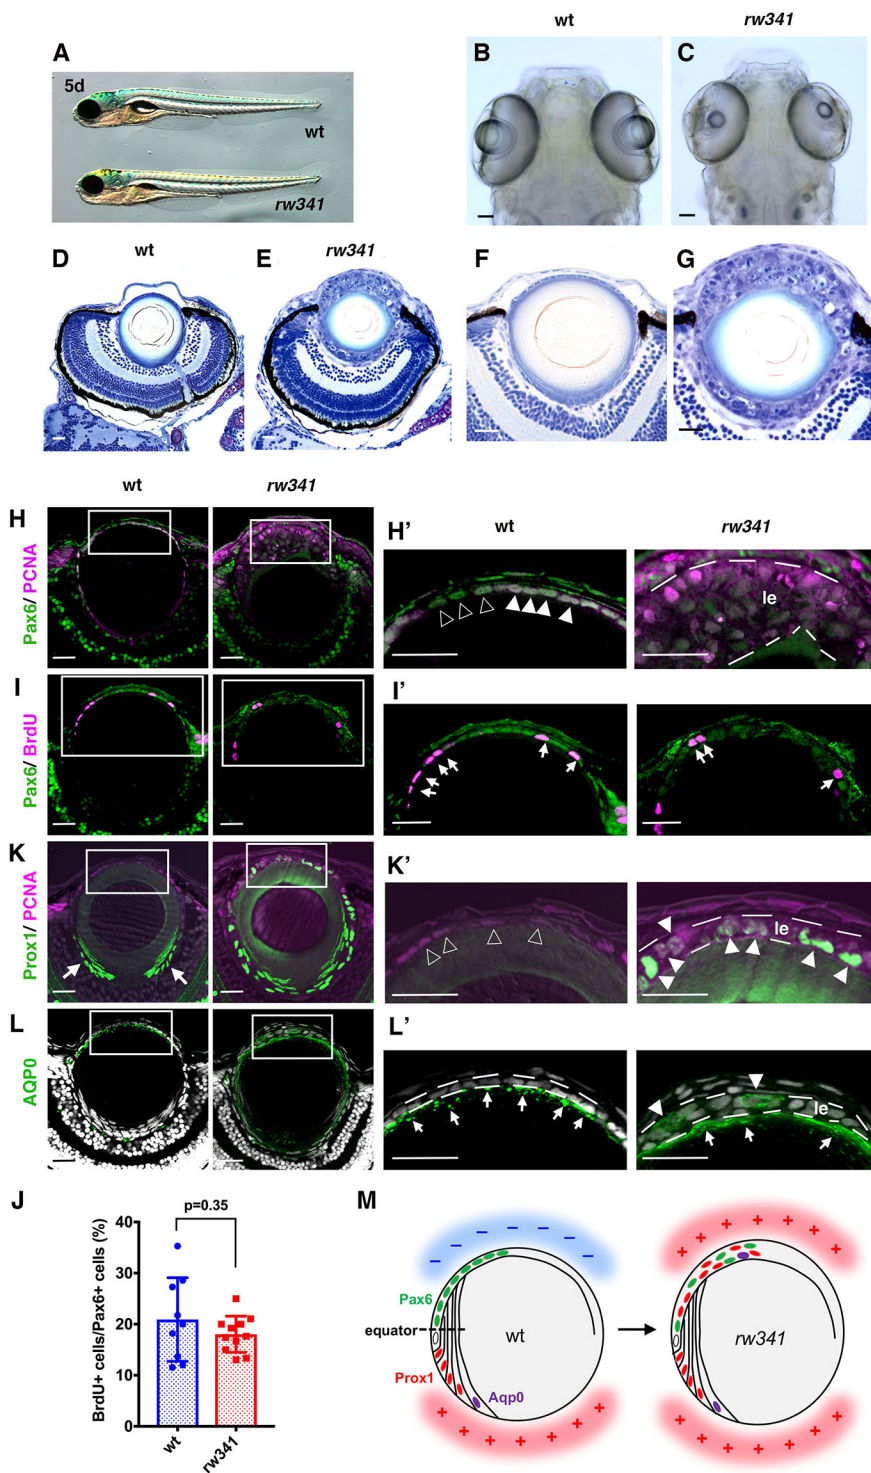 wt
rw341
A
5d
wt
rw341
B
C
wt
rw341
D
E
F
G
wt
rw341
H
Pax6/ PCNA
H'
wt
rw341
le
I
Pax6/ BrdU
I'
K
Prox1/ PCNA
K'
le
L
AQP0
L'
le
J
p=0.35
BrdU+ cells/Pax6+ cells (%)
40
30
20
10
0
wt
rw341
M
− − − − − − −
+ + + + + + + +
Pax6
equator
wt
rw341
Prox1
Aqp0
+ + + + + + + +
+ + + + + + + +